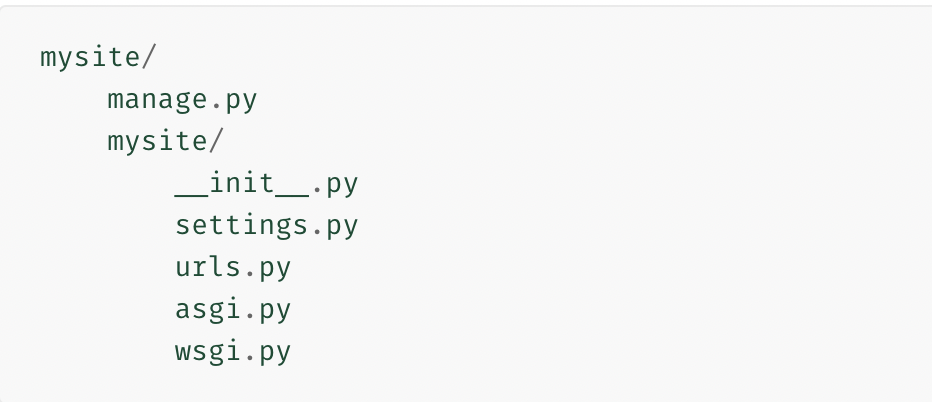 mysite/
    manage.py
    mysite/
        __init__.py
        settings.py
        urls.py
        asgi.py
        wsgi.py